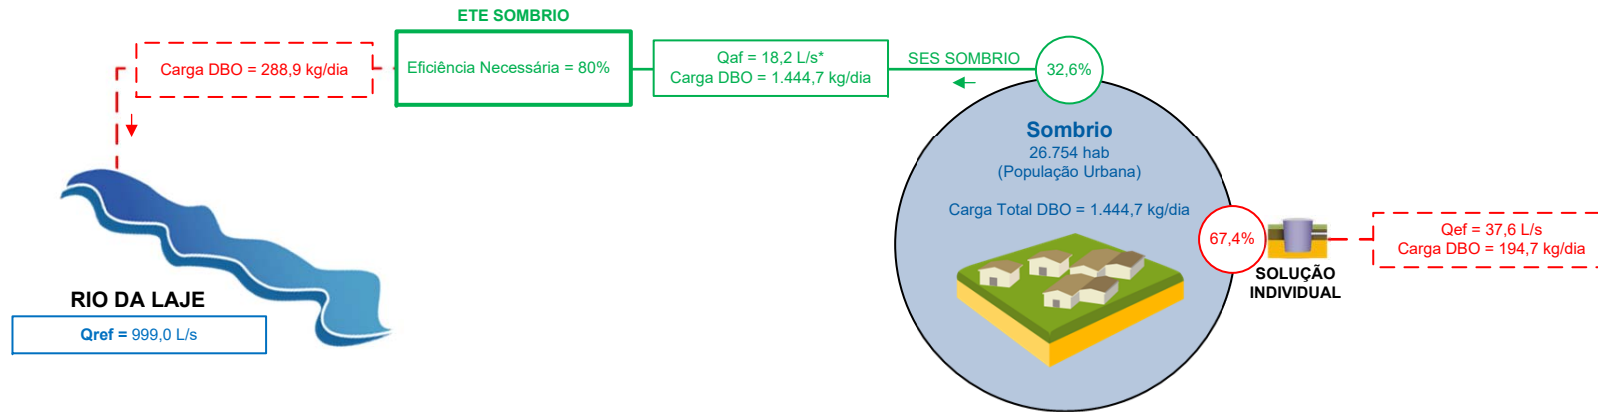 ETE SOMBRIO
Carga DBO = 288,9 kg/dia
Eficiência Necessária = 80%
Qaf = 18,2 L/s*
Carga DBO = 1.444,7 kg/dia
SES SOMBRIO
32,6%
Sombrio
26.754 hab
(População Urbana)
Carga Total DBO = 1.444,7 kg/dia
67,4%
SOLUÇÃO
INDIVIDUAL
Qef = 37,6 L/s
Carga DBO = 194,7 kg/dia
RIO DA LAJE
Qref = 999,0 L/s